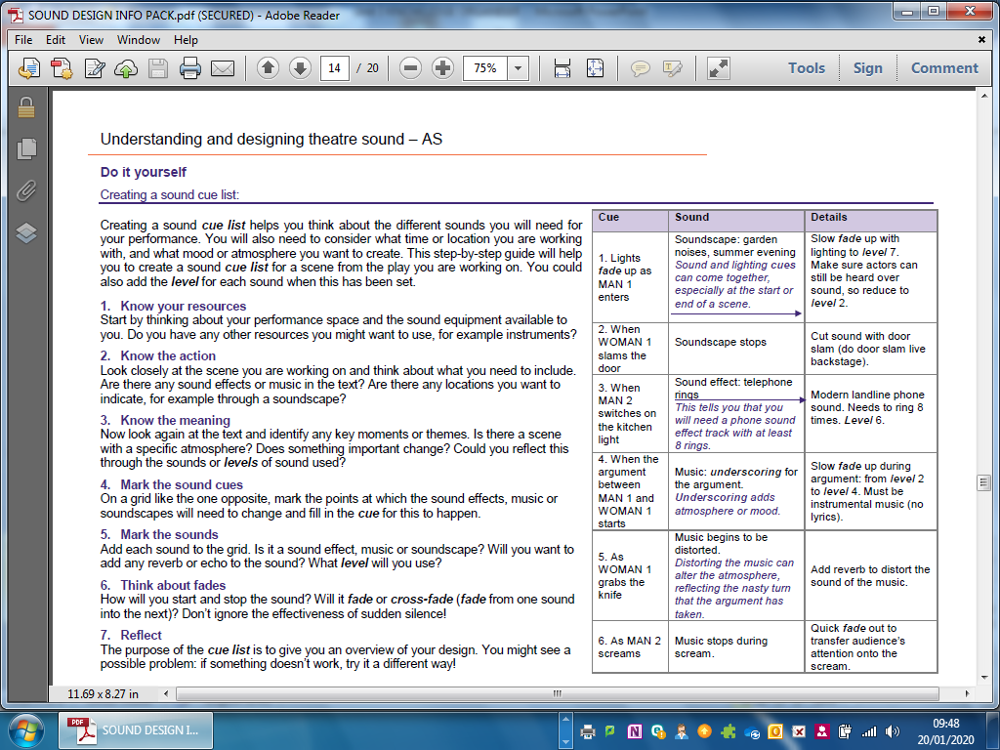 SOUND DESIGN INFO PACK.pdf (SECURED) - Adobe Reader
File Edit View Window Help
14 / 20 75% Tools Sign Comment
Understanding and designing theatre sound – AS
Do it yourself
Creating a sound cue list:
Creating a sound cue list helps you think about the different sounds you will need for
your performance. You will also need to consider what time or location you are working
with, and what mood or atmosphere you want to create. This step-by-step guide will help
you to create a sound cue list for a scene from the play you are working on. You could
also add the level for each sound when this has been set.
1. Know your resources
Start by thinking about your performance space and the sound equipment available to
you. Do you have any other resources you might want to use, for example instruments?
2. Know the action
Look closely at the scene you are working on and think about what you need to include.
Are there any sound effects or music in the text? Are there any locations you want to
indicate, for example through a soundscape?
3. Know the meaning
Now look again at the text and identify any key moments or themes. Is there a scene
with a specific atmosphere? Does something important change? Could you reflect this
through the sounds or levels of sound used?
4. Mark the sound cues
On a grid like the one opposite, mark the points at which the sound effects, music or
soundscapes will need to change and fill in the cue for this to happen.
5. Mark the sounds
Add each sound to the grid. Is it a sound effect, music or soundscape? Will you want to
add any reverb or echo to the sound? What level will you use?
6. Think about fades
How will you start and stop the sound? Will it fade or cross-fade (fade from one sound
into the next)? Don't ignore the effectiveness of sudden silence!
7. Reflect
The purpose of the cue list is to give you an overview of your design. You might see a
possible problem: if something doesn't work, try it a different way!
Cue Sound Details
1. Lights
fade up as
MAN 1
enters
Soundscape: garden
noises, summer evening
Sound and lighting cues
can come together,
especially at the start or
end of a scene.
Slow fade up with
lighting to level 7.
Make sure actors can
still be heard over
sound, so reduce to
level 2.
2. When
WOMAN 1
slams the
door
Soundscape stops
Cut sound with door
slam (do door slam live
backstage).
3. When
MAN 2
switches on
the kitchen
light
Sound effect: telephone
rings
This tells you that you
will need a phone sound
effect track with at least
8 rings.
Modern landline phone
sound. Needs to ring 8
times. Level 6.
4. When the
argument
between
MAN 1 and
WOMAN 1
starts
Music: underscoring for
the argument.
Underscoring adds
atmosphere or mood.
Slow fade up during
argument: from level 2
to level 4. Must be
instrumental music (no
lyrics).
5. As
WOMAN 1
grabs the
knife
Music begins to be
distorted.
Distorting the music can
alter the atmosphere,
reflecting the nasty turn
that the argument has
taken.
Add reverb to distort the
sound of the music.
6. As MAN 2
screams
Music stops during
scream.
Quick fade out to
transfer audience's
attention onto the
scream.
11.69 x 8.27 in
SOUND DESIGN I...
09:48
20/01/2020